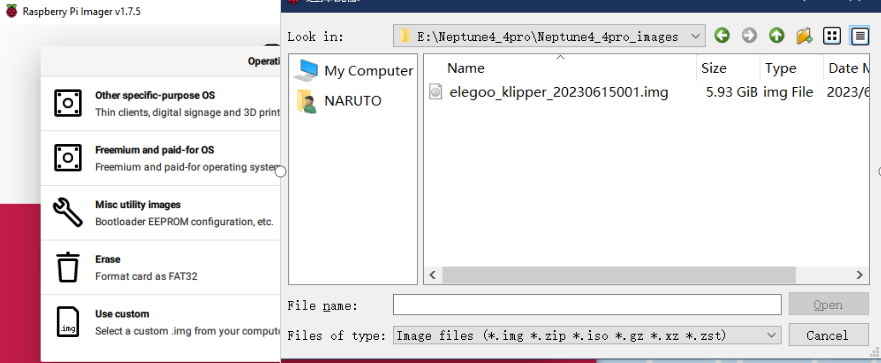 Raspberry Pi Imager v1.7.5
Operati
Other specific-purpose OS
Thin clients, digital signage and 3D print
Freemium and paid-for OS
Freemium and paid-for operating system
Misc utility images
Bootloader EEPROM configuration, etc.
Erase
Format card as FAT32
Use custom
Select a custom .img from your compute
Look in:
E:\Neptune4_4pro\Neptune4_4pro_images
My Computer
NARUTO
Name Size Type Date M
elegoo_klipper_20230615001.img 5.93 GiB img File 2023/6
File name:
Open
Files of type: Image files (*.img *.zip *.iso *.gz *.xz *.zst)
Cancel
.img